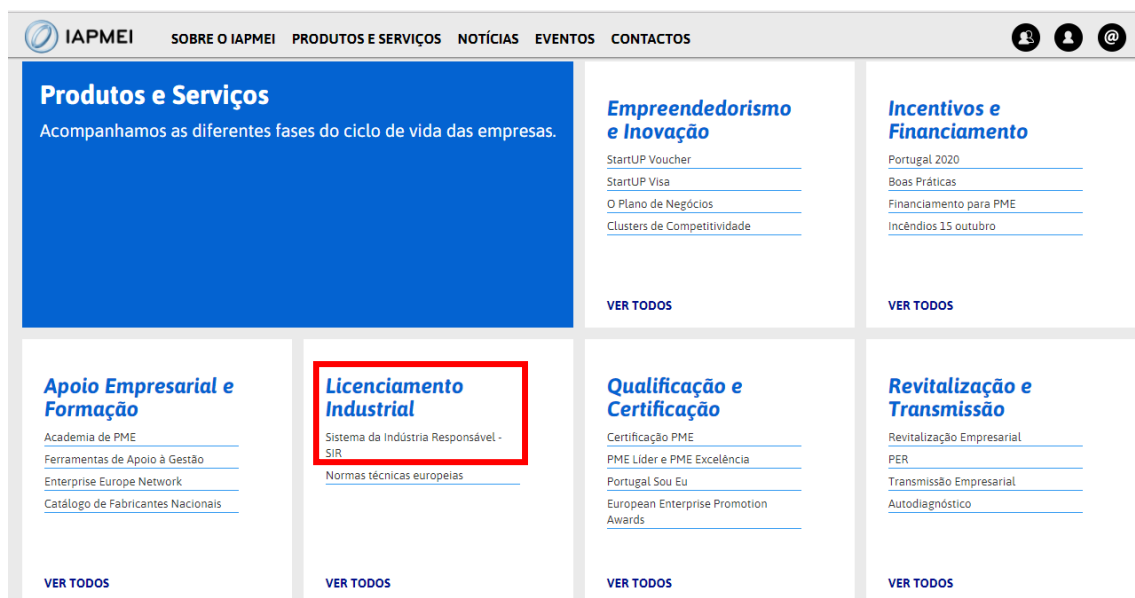 IAPMEI
SOBRE O IAPMEI PRODUTOS E SERVIÇOS NOTÍCIAS EVENTOS CONTACTOS
@
Produtos e Serviços
Acompanhamos as diferentes fases do ciclo de vida das empresas.
Empreendedorismo
e Inovação
StartUP Voucher
StartUP Visa
O Plano de Negócios
Clusters de Competitividade
VER TODOS
Incentivos e
Financiamento
Portugal 2020
Boas Práticas
Financiamento para PME
Incêndios 15 outubro
VER TODOS
Apoio Empresarial e
Formação
Academia de PME
Ferramentas de Apoio à Gestão
Enterprise Europe Network
Catálogo de Fabricantes Nacionais
VER TODOS
Licenciamento
Industrial
Sistema da Indústria Responsável -
SIR
Normas técnicas europeias
VER TODOS
Qualificação e
Certificação
Certificação PME
PME Líder e PME Excelência
Portugal Sou Eu
European Enterprise Promotion
Awards
VER TODOS
Revitalização e
Transmissão
Revitalização Empresarial
PER
Transmissão Empresarial
Autodiagnóstico
VER TODOS